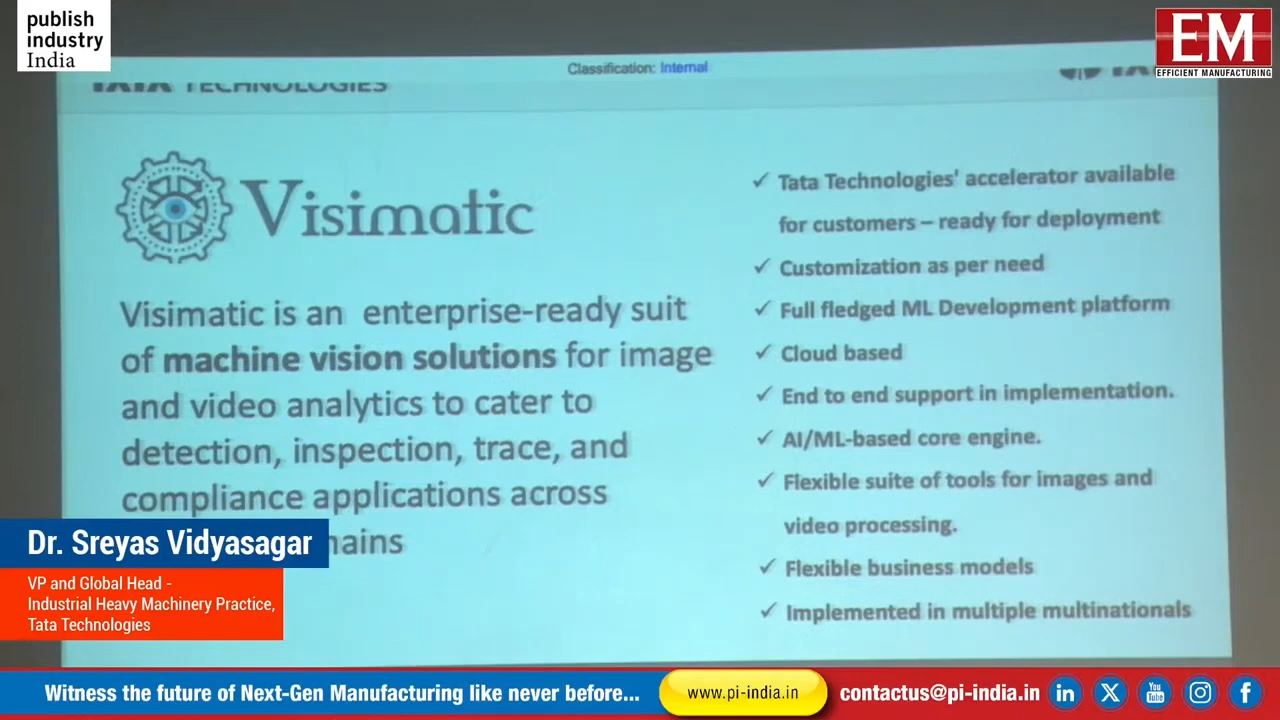 publish
industry
India
EM
EFFICIENT MANUFACTURING
Classification: Internal
TATA TECHNOLOGIES
Visimatic
Visimatic is an enterprise-ready suit
of machine vision solutions for image
and video analytics to cater to
detection, inspection, trace, and
compliance applications across
✓ Tata Technologies' accelerator available
for customers – ready for deployment
✓ Customization as per need
✓ Full fledged ML Development platform
✓ Cloud based
✓ End to end support in implementation.
✓ AI/ML-based core engine.
✓ Flexible suite of tools for images and
video processing.
✓ Flexible business models
✓ Implemented in multiple multinationals
Dr. Sreyas Vidyasagar
VP and Global Head -
Industrial Heavy Machinery Practice,
Tata Technologies
Witness the future of Next-Gen Manufacturing like never before...
www.pi-india.in
contactus@pi-india.in
in
X
You
Tube
f